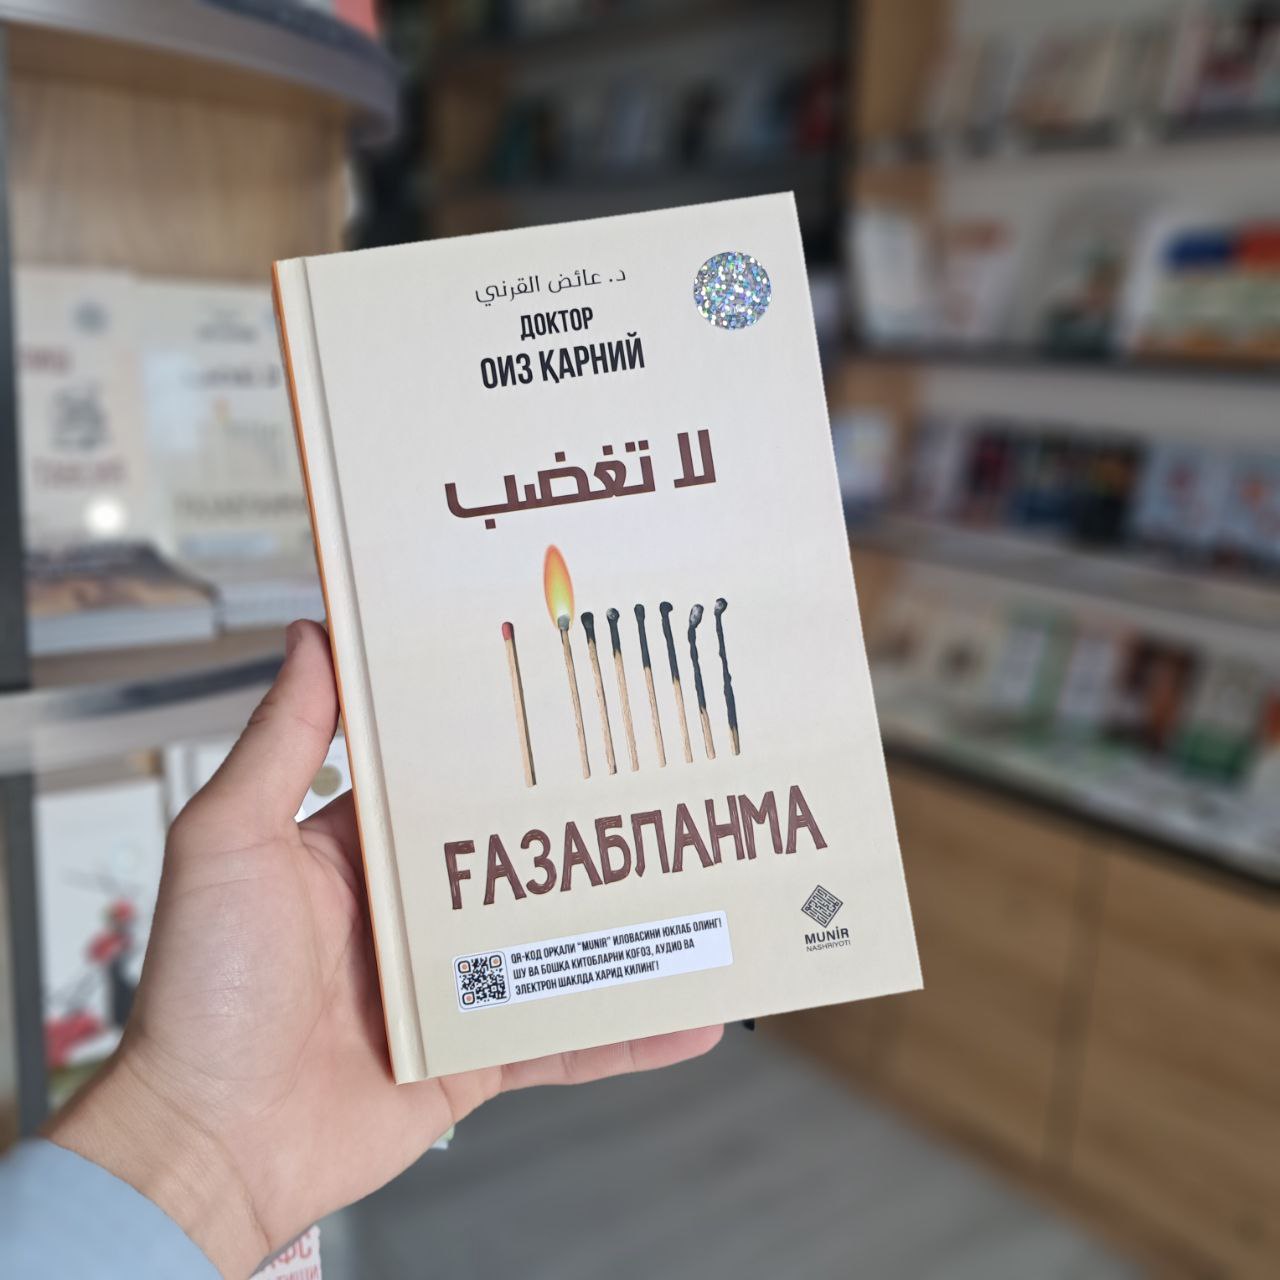 د. عائض القرني
ДОКТОР
ОИЗ ҚАРНИЙ
لا تغضب
ҒАЗАБЛАНМА
QR-КОД ОРҚАЛИ "MUNIR" ИЛОВАСИНИ ЮКЛАБ ОЛИНГ!
ШУ ВА БОШҚА КИТОБЛАРНИ ҚОҒОЗ, АУДИО ВА
ЭЛЕКТРОН ШАКЛДА ХАРИД ҚИЛИНГ!
MUNİR
NASHRIYOTI